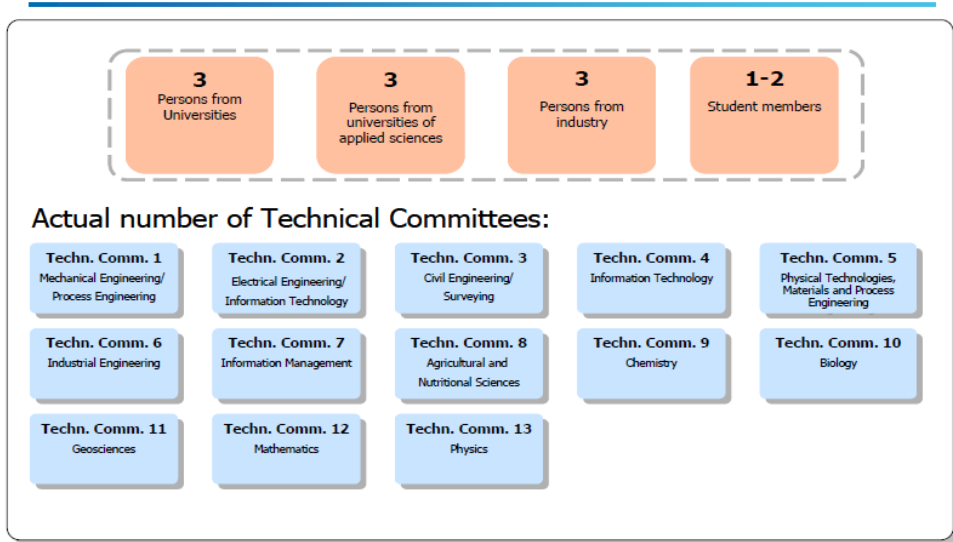 3
Persons from
Universities
3
Persons from
universities of
applied sciences
3
Persons from
industry
1-2
Student members
Actual number of Technical Committees:
Techn. Comm. 1
Mechanical Engineering/
Process Engineering
Techn. Comm. 2
Electrical Engineering/
Information Technology
Techn. Comm. 3
Civil Engineering/
Surveying
Techn. Comm. 4
Information Technology
Techn. Comm. 5
Physical Technologies,
Materials and Process
Engineering
Techn. Comm. 6
Industrial Engineering
Techn. Comm. 7
Information Management
Techn. Comm. 8
Agricultural and
Nutritional Sciences
Techn. Comm. 9
Chemistry
Techn. Comm. 10
Biology
Techn. Comm. 11
Geosciences
Techn. Comm. 12
Mathematics
Techn. Comm. 13
Physics